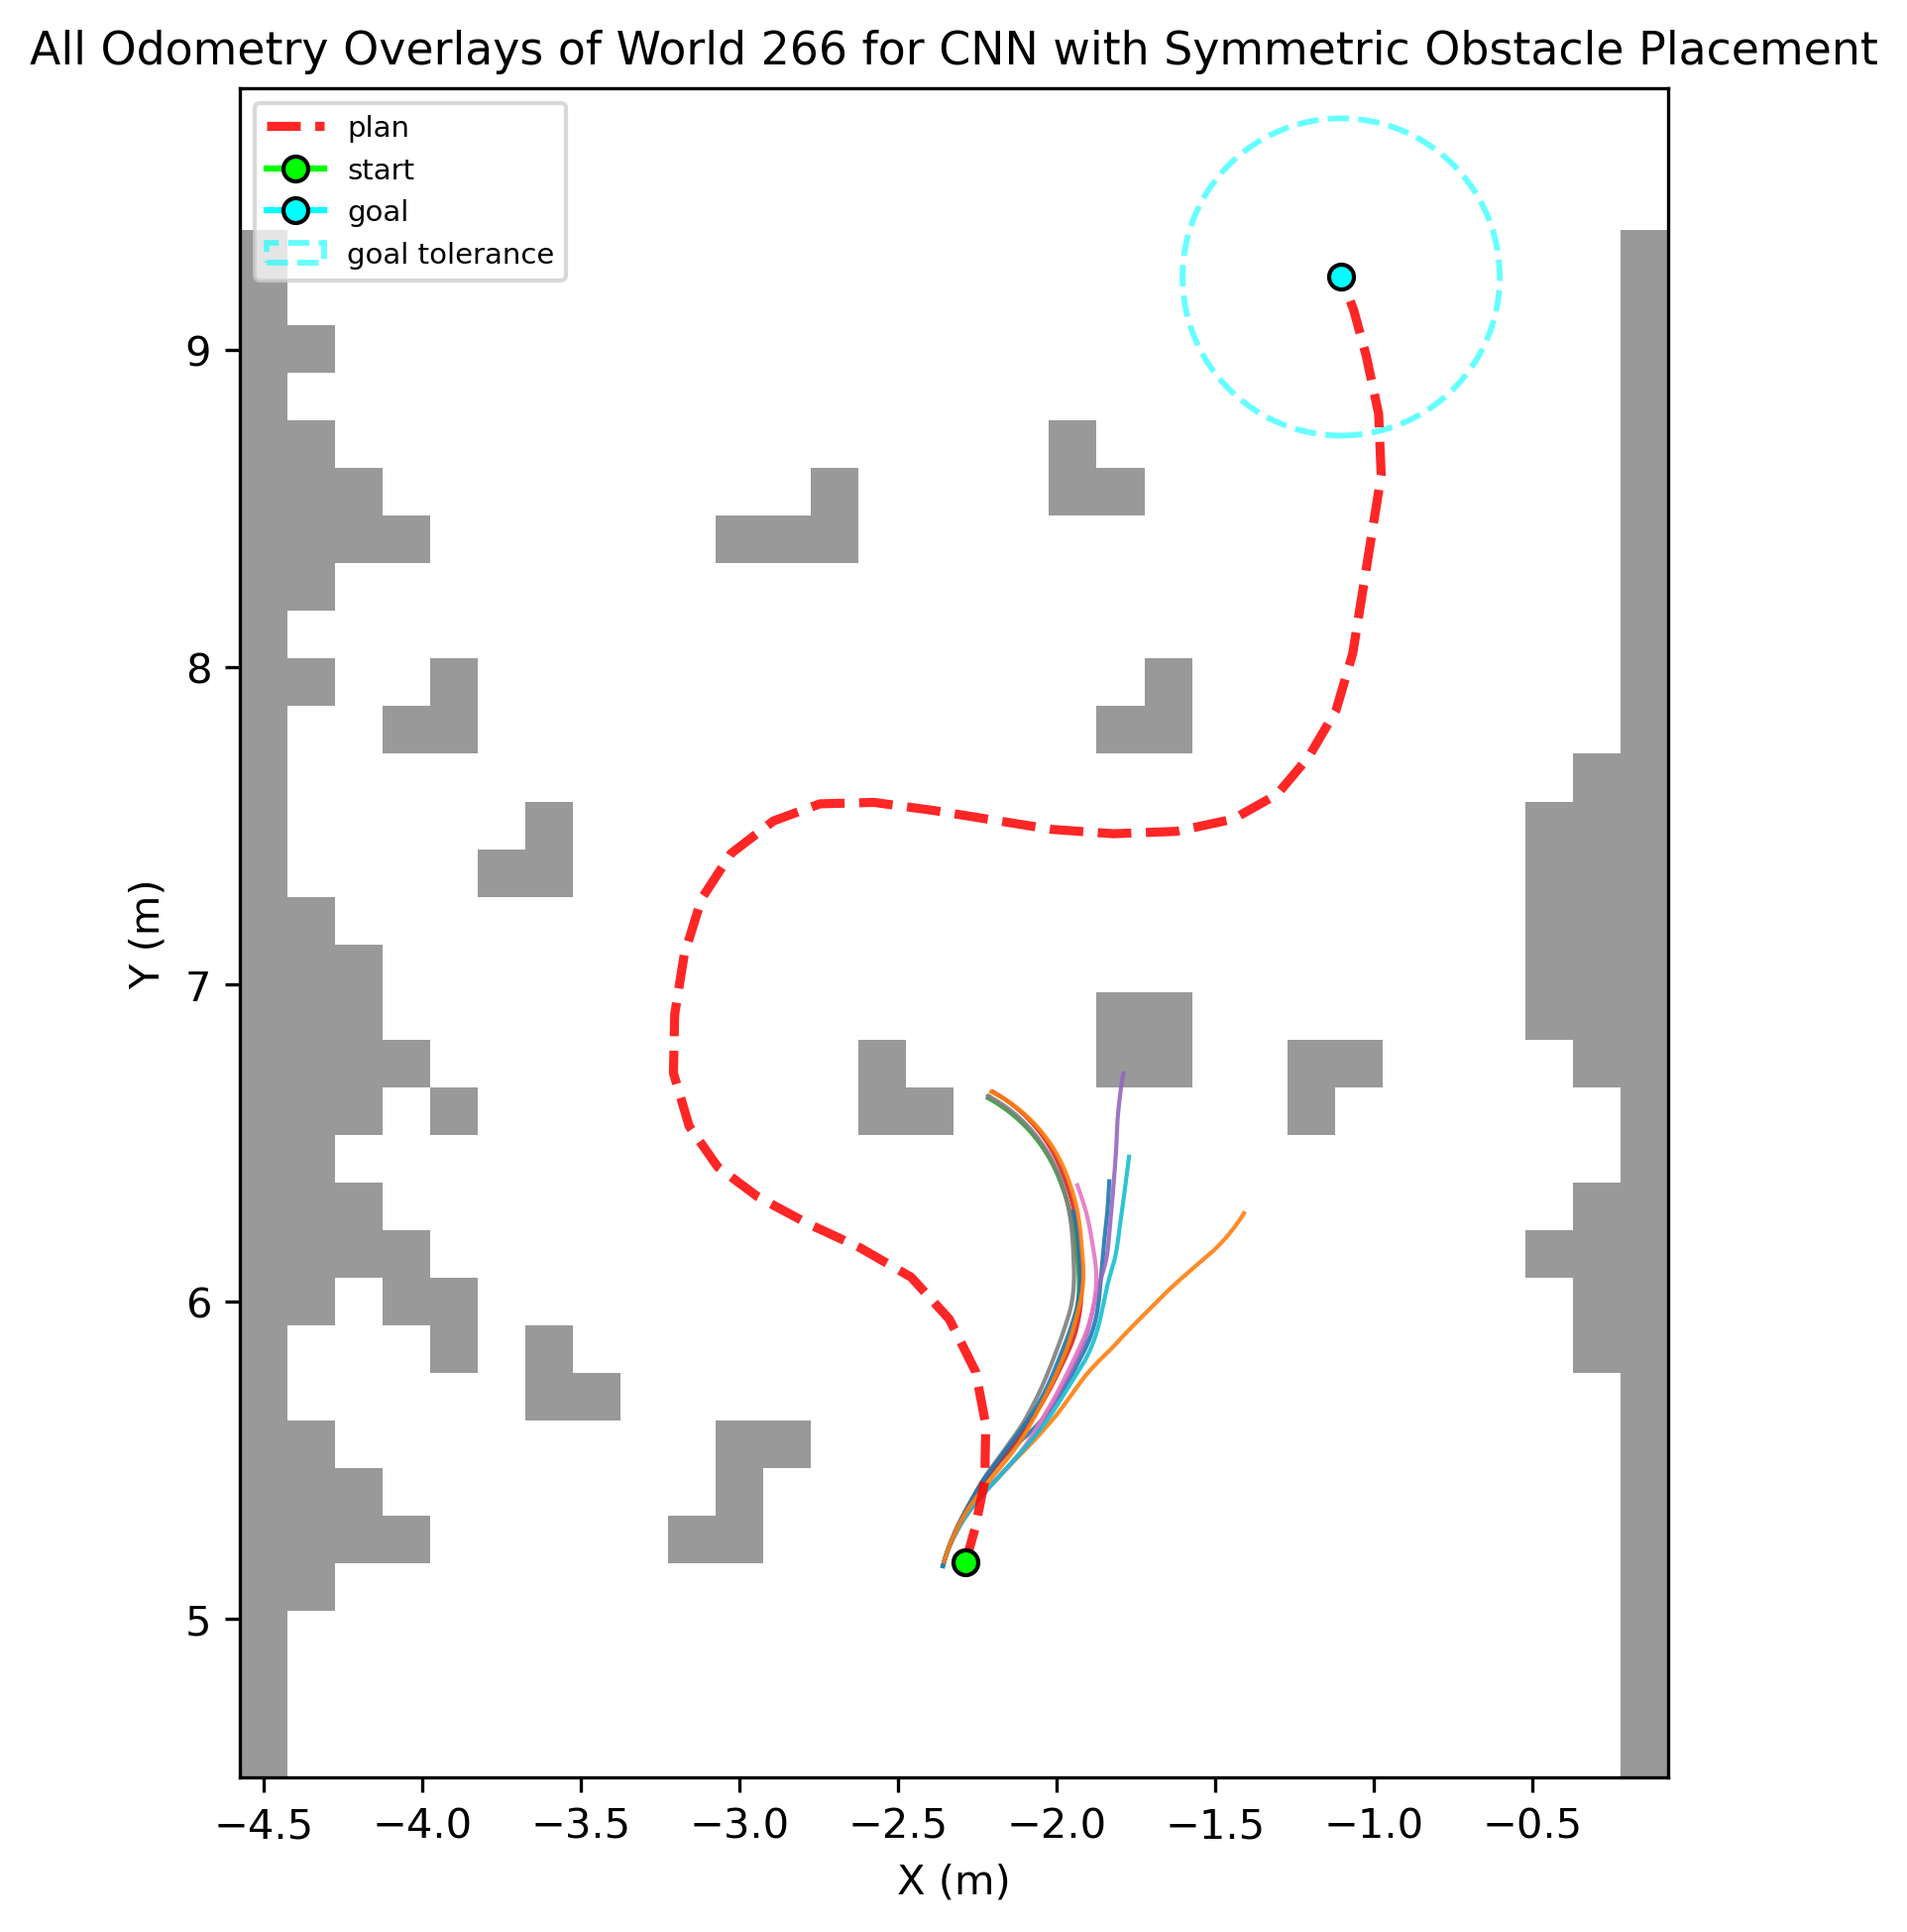 All Odometry Overlays of World 266 for CNN with Symmetric Obstacle Placement
plan
start
goal
goal tolerance
9
8
7
6
5
Y (m)
−4.5 −4.0 −3.5 −3.0 −2.5 −2.0 −1.5 −1.0 −0.5
X (m)